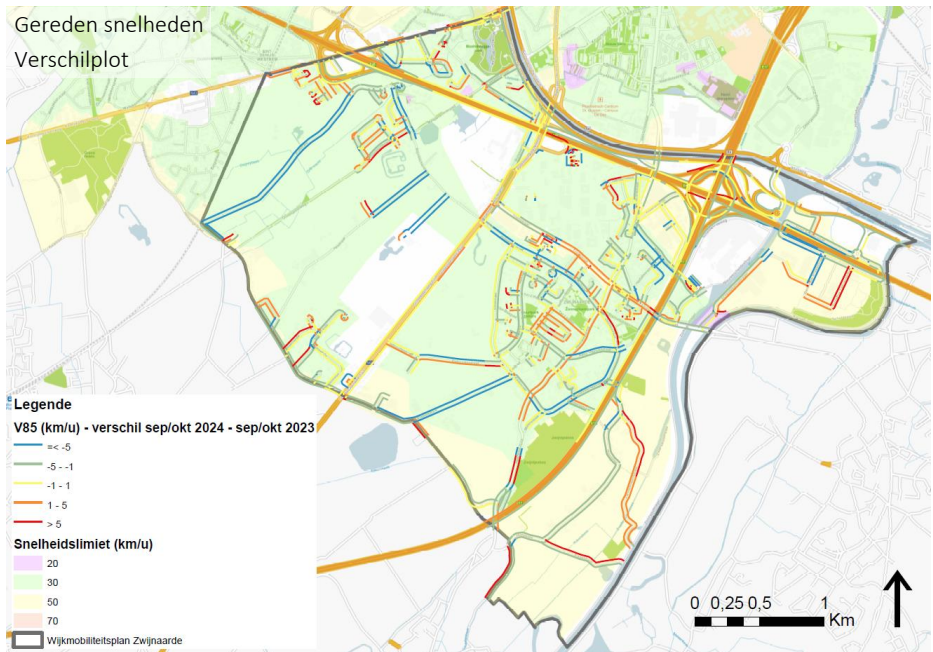 Gereden snelheden
Verschilplot
Legende
V85 (km/u) - verschil sep/okt 2024 - sep/okt 2023
=< -5
-5 - -1
-1 - 1
1 - 5
> 5
Snelheidslimiet (km/u)
20
30
50
70
Wijkmobiliteitsplan Zwijnaarde
0 0,25 0,5 1
Km